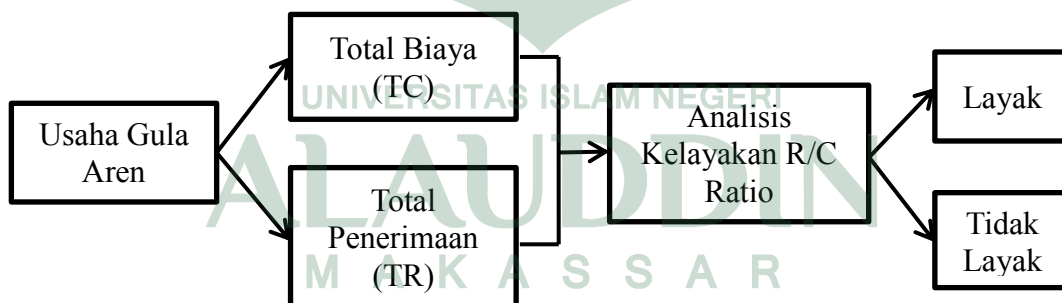 Usaha Gula
Aren
Total Biaya
(TC)
Total
Penerimaan
(TR)
Analisis
Kelayakan R/C
Ratio
Layak
Tidak
Layak
UNIVERSITAS ISLAM NEGERI
ALAUDDIN
MAKASSAR